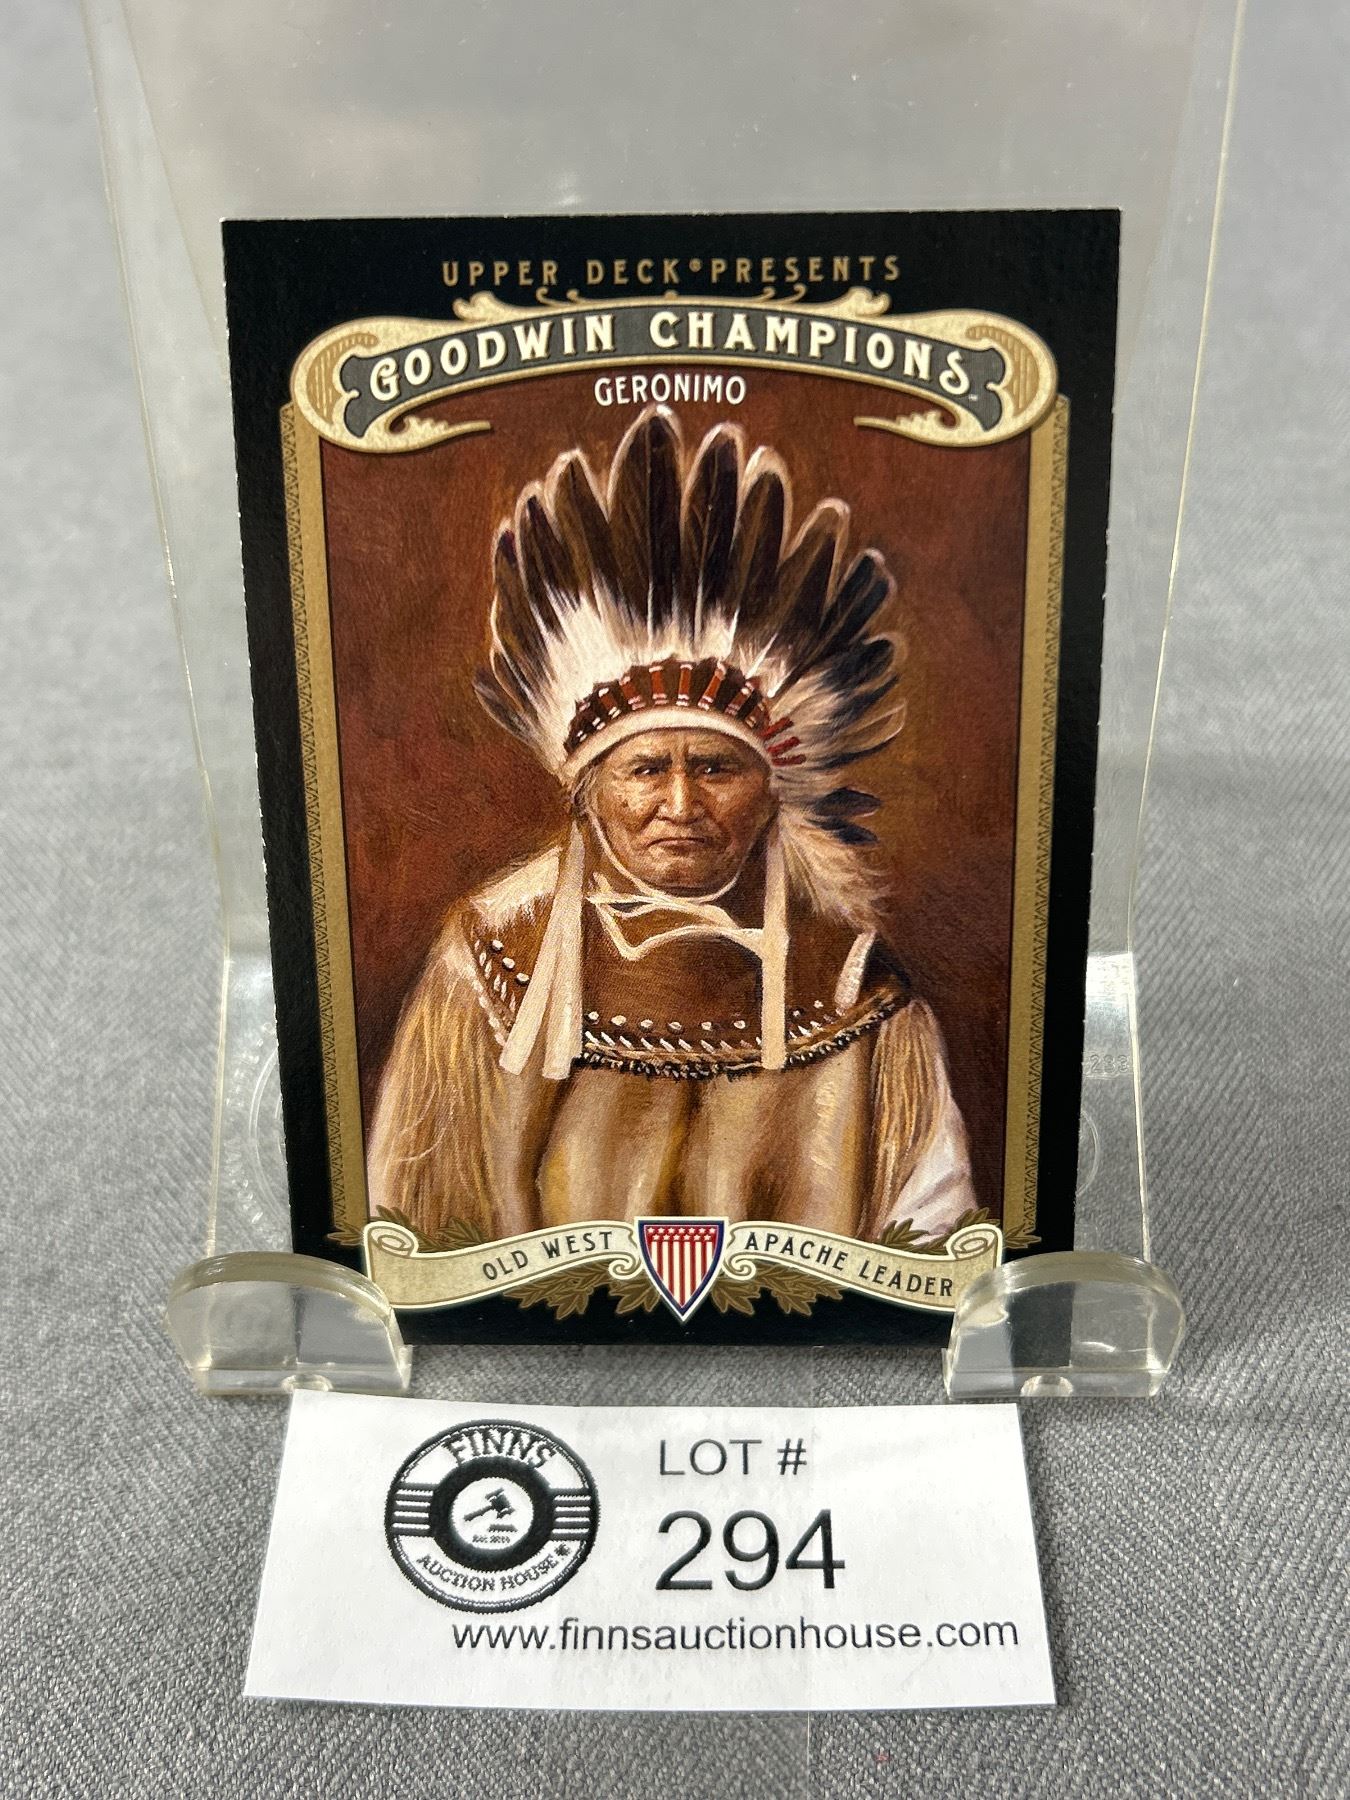 UPPER DECK® PRESENTS
GOODWIN CHAMPIONS
GERONIMO
OLD WEST APACHE LEADER
FINNS
AUCTION HOUSE
LOT #
294
www.finnsauctionhouse.com